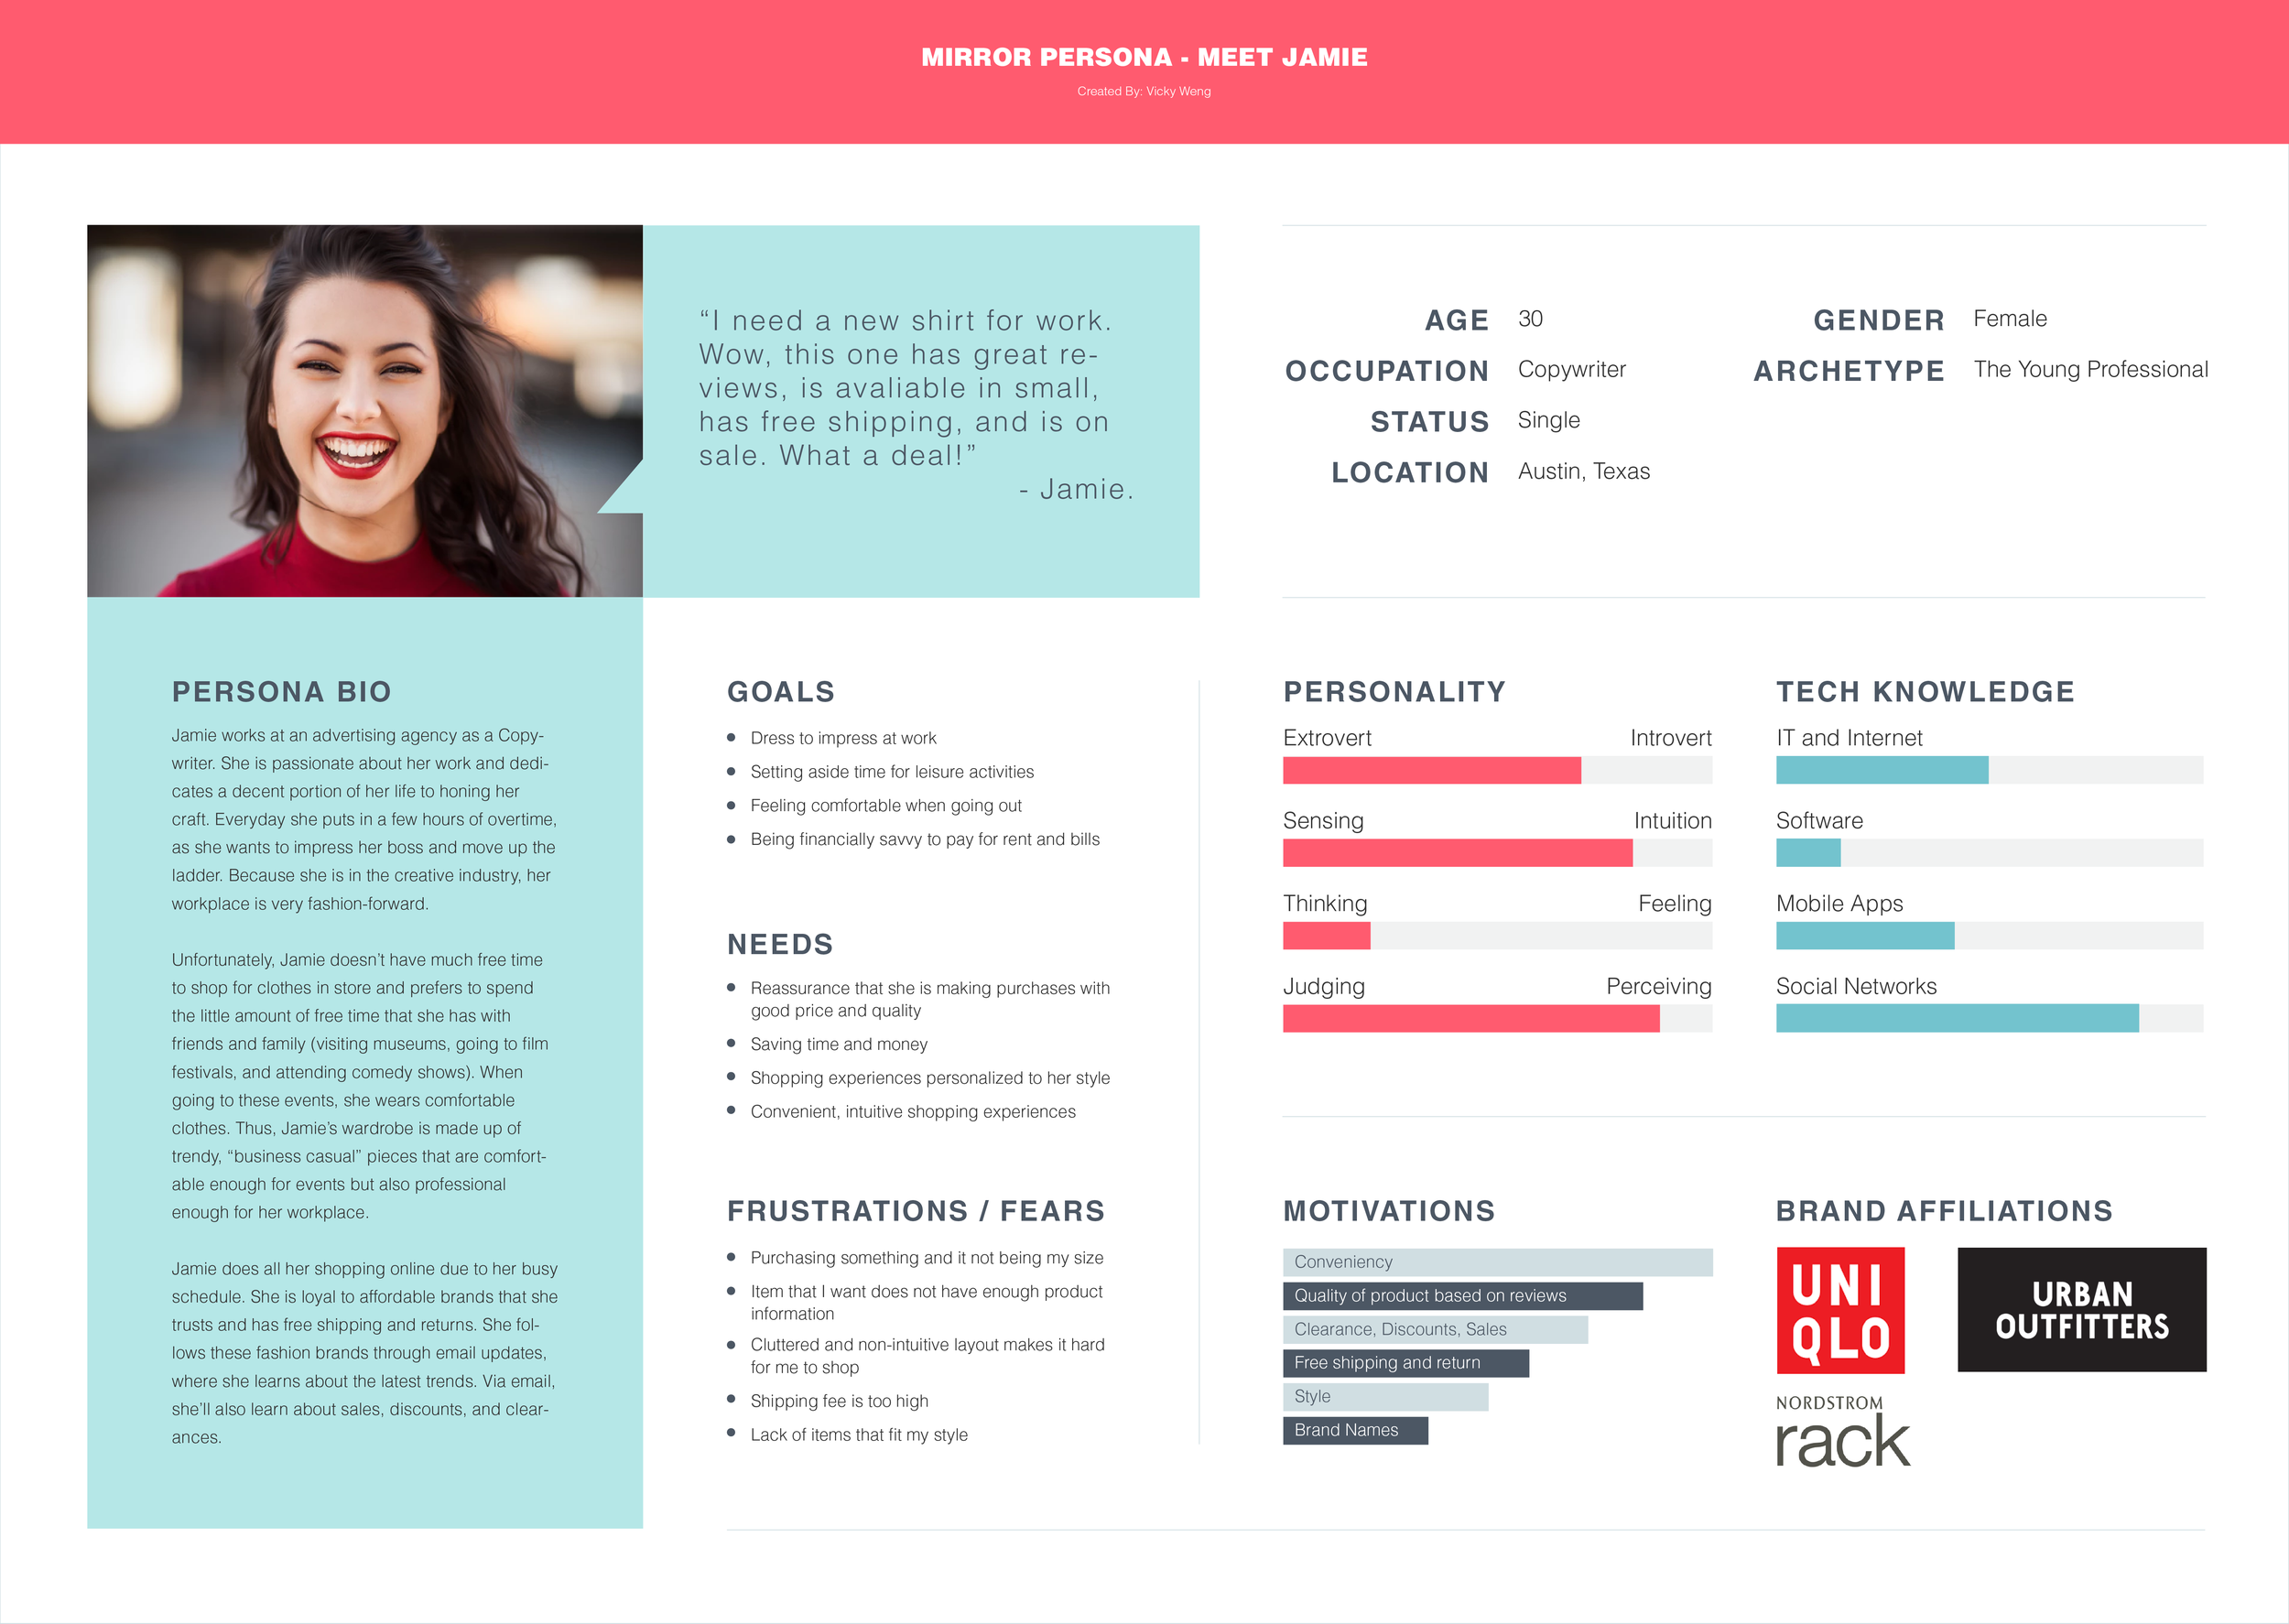 MIRROR PERSONA - MEET JAMIE
Created By: Vicky Weng
“I need a new shirt for work.
Wow, this one has great re-
views, is avaliable in small,
has free shipping, and is on
sale. What a deal!”
- Jamie.
AGE 30
OCCUPATION Copywriter
STATUS Single
LOCATION Austin, Texas
GENDER Female
ARCHETYPE The Young Professional
PERSONA BIO
Jamie works at an advertising agency as a Copy-
writer. She is passionate about her work and dedi-
cates a decent portion of her life to honing her
craft. Everyday she puts in a few hours of overtime,
as she wants to impress her boss and move up the
ladder. Because she is in the creative industry, her
workplace is very fashion-forward.
Unfortunately, Jamie doesn’t have much free time
to shop for clothes in store and prefers to spend
the little amount of free time that she has with
friends and family (visiting museums, going to film
festivals, and attending comedy shows). When
going to these events, she wears comfortable
clothes. Thus, Jamie’s wardrobe is made up of
trendy, “business casual” pieces that are comfort-
able enough for events but also professional
enough for her workplace.
Jamie does all her shopping online due to her busy
schedule. She is loyal to affordable brands that she
trusts and has free shipping and returns. She fol-
lows these fashion brands through email updates,
where she learns about the latest trends. Via email,
she’ll also learn about sales, discounts, and clear-
ances.
GOALS
Dress to impress at work
Setting aside time for leisure activities
Feeling comfortable when going out
Being financially savvy to pay for rent and bills
NEEDS
Reassurance that she is making purchases with
good price and quality
Saving time and money
Shopping experiences personalized to her style
Convenient, intuitive shopping experiences
FRUSTRATIONS / FEARS
Purchasing something and it not being my size
Item that I want does not have enough product
information
Cluttered and non-intuitive layout makes it hard
for me to shop
Shipping fee is too high
Lack of items that fit my style
PERSONALITY
Extrovert Introvert
Sensing Intuition
Thinking Feeling
Judging Perceiving
TECH KNOWLEDGE
IT and Internet
Software
Mobile Apps
Social Networks
MOTIVATIONS
Conveniency
Quality of product based on reviews
Clearance, Discounts, Sales
Free shipping and return
Style
Brand Names
BRAND AFFILIATIONS
UNI
QLO
URBAN
OUTFITTERS
NORDSTROM
rack